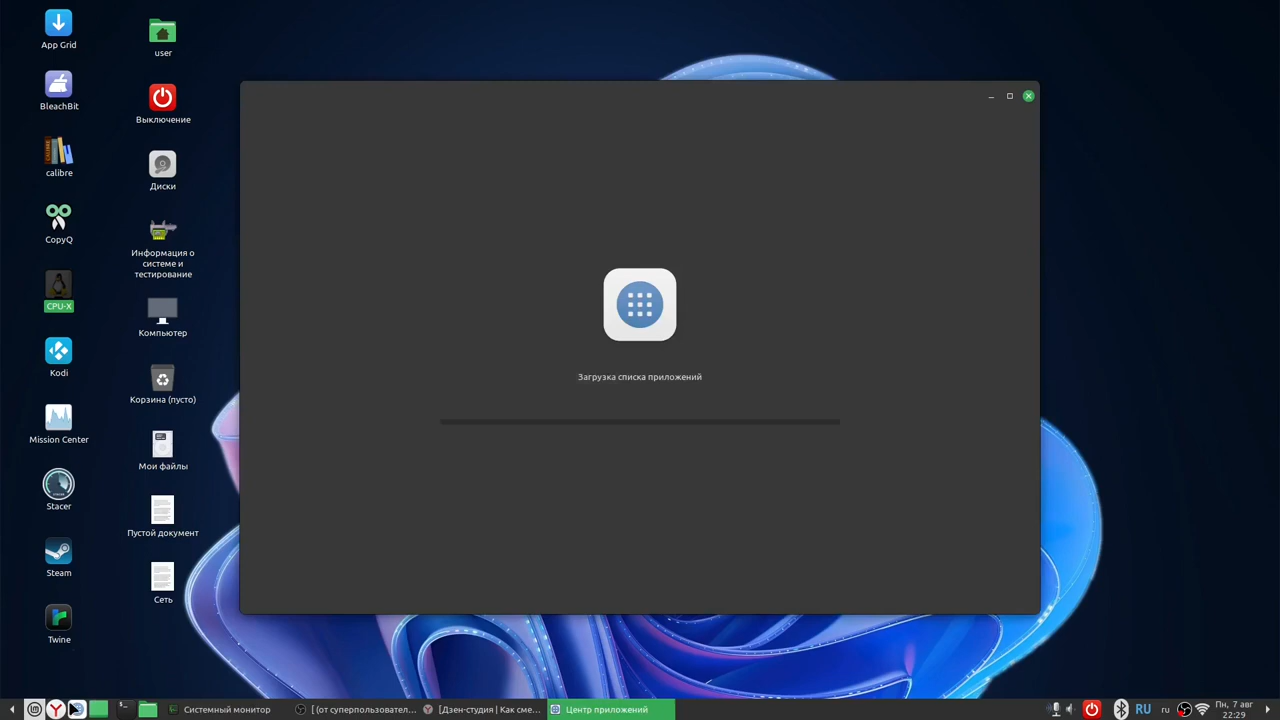 App Grid
user
BleachBit
Выключение
calibre
Диски
CopyQ
Информация о
системе и
тестирование
CPU-X
Компьютер
Kodi
Корзина (пусто)
Mission Center
Мои файлы
Stacer
Пустой документ
Steam
Сеть
Twine
Загрузка списка приложений
Системный монитор
[ (от суперпользовател...
[Дзен-студия | Как сме...
Центр приложений
RU
ru
Пн, 7 авг
22:29